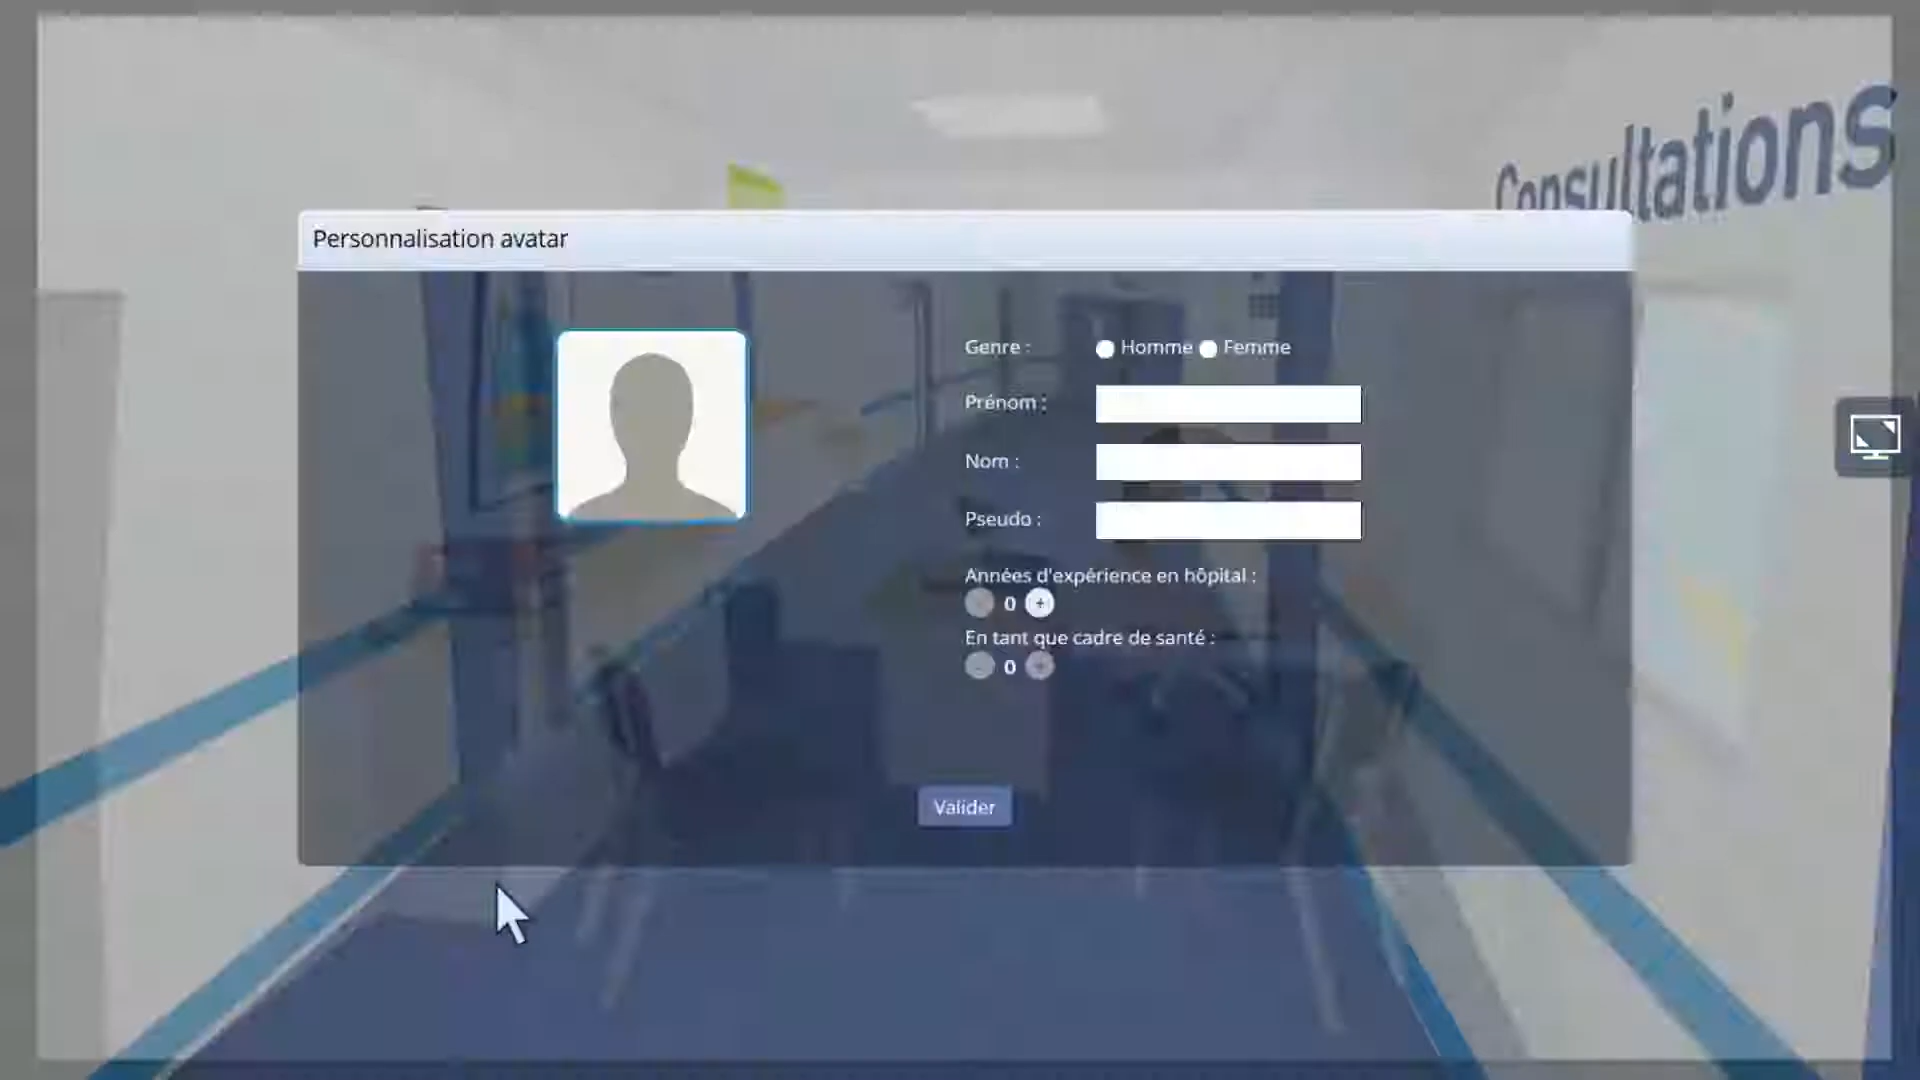 Consultations
Personnalisation avatar
Genre : Homme Femme
Prénom :
Nom :
Pseudo :
Années d'expérience en hôpital :
- 0 +
En tant que cadre de santé :
- 0 +
Valider